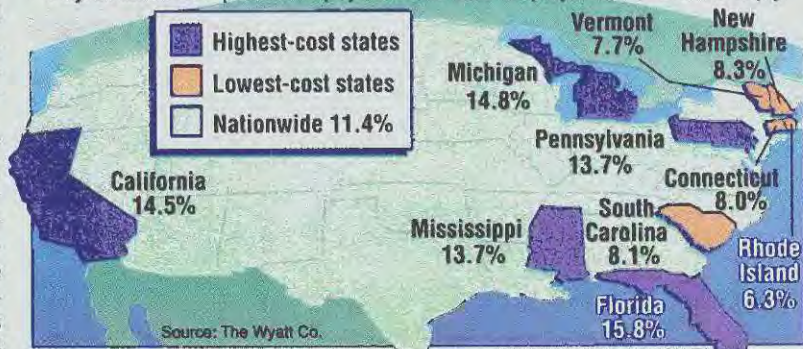 Highest-cost states
Lowest-cost states
Nationwide 11.4%
Vermont
7.7%
New
Hampshire
8.3%
Michigan
14.8%
Pennsylvania
13.7%
California
14.5%
Connecticut
8.0%
Mississippi
13.7%
South
Carolina
8.1%
Rhode
Island
6.3%
Florida
15.8%
Source: The Wyatt Co.